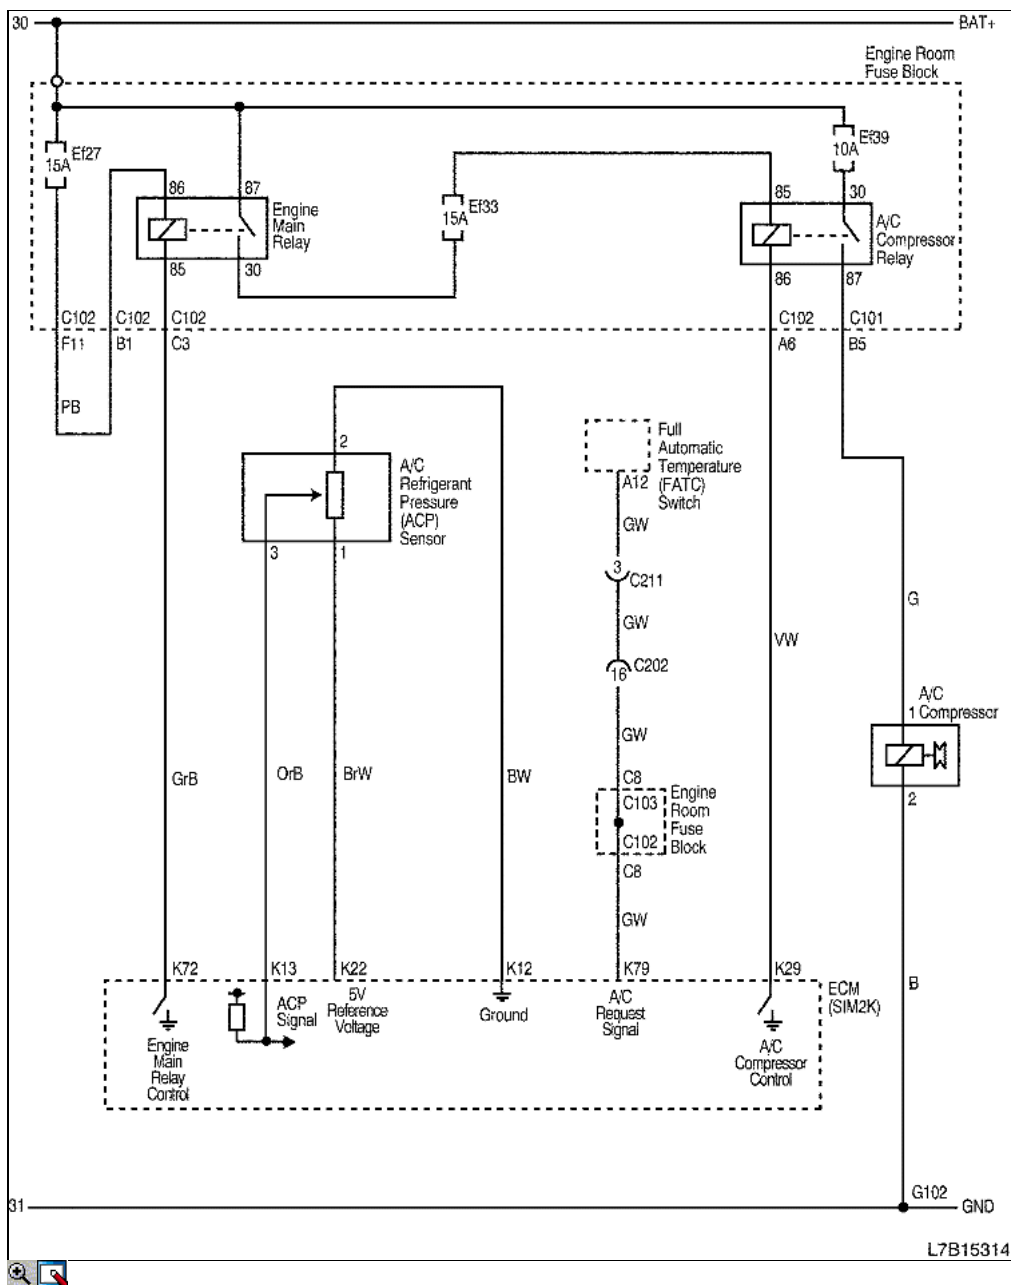 30
BAT+
Engine Room
Fuse Block
Ef27
15A
86
87
Engine
Main
Relay
85
30
Ef33
15A
Ef39
10A
85
30
A/C
Compressor
Relay
86
87
C102
C102
C102
C102
C101
F11
B1
C3
A6
B5
PB
2
A/C
Refrigerant
Pressure
(ACP)
Sensor
3
1
Full
Automatic
Temperature
(FATC)
Switch
A12
GW
3
C211
GW
16
C202
GW
G
VW
A/C
1 Compressor
2
GrB
OrB
BrW
BW
C8
C103
C102
Engine
Room
Fuse
Block
C8
GW
K72
K13
K22
K12
K79
K29
B
ECM
(SIM2K)
Engine
Main
Relay
Control
ACP
Signal
5V
Reference
Voltage
Ground
A/C
Request
Signal
A/C
Compressor
Control
31
G102
GND
L7B15314